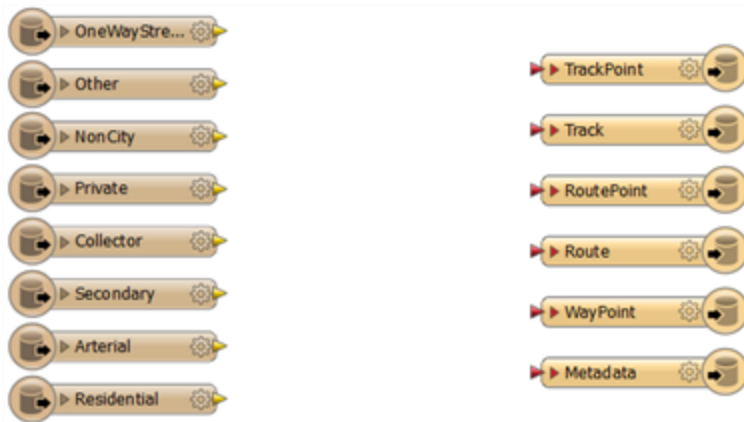 OneWayStre...
Other
NonCity
Private
Collector
Secondary
Arterial
Residential
TrackPoint
Track
RoutePoint
Route
WayPoint
Metadata